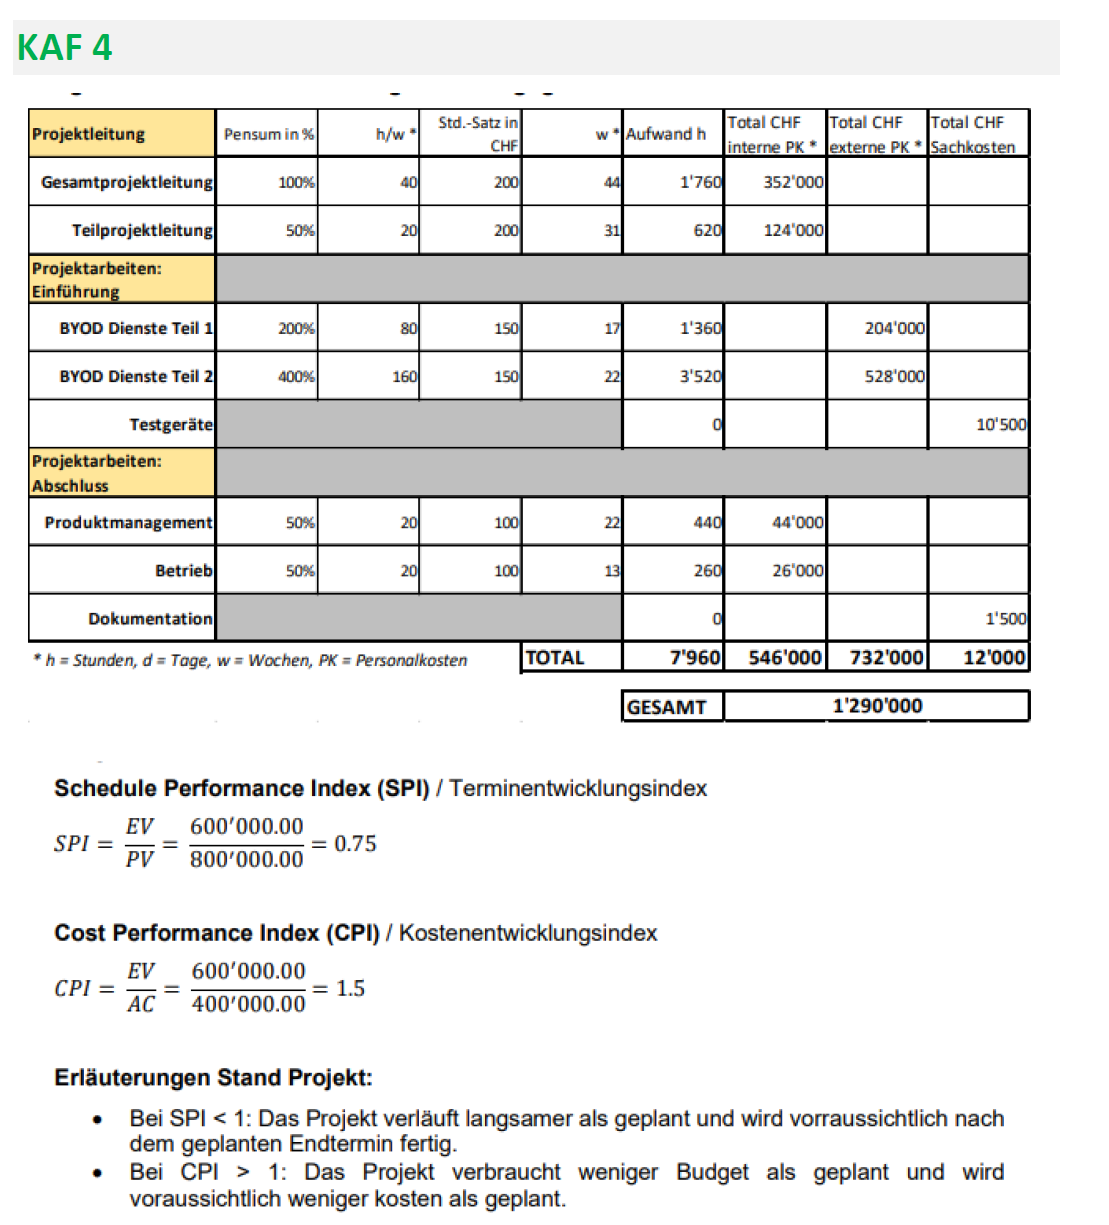 KAF 4
Projektleitung Pensum in % h/w * Std.-Satz in CHF w * Aufwand h Total CHF interne PK * Total CHF externe PK * Total CHF Sachkosten
Gesamtprojektleitung 100% 40 200 44 1'760 352'000
Teilprojektleitung 50% 20 200 31 620 124'000
Projektarbeiten:
Einführung
BYOD Dienste Teil 1 200% 80 150 17 1'360 204'000
BYOD Dienste Teil 2 400% 160 150 22 3'520 528'000
Testgeräte 0 10'500
Projektarbeiten:
Abschluss
Produktmanagement 50% 20 100 22 440 44'000
Betrieb 50% 20 100 13 260 26'000
Dokumentation 0 1'500
* h = Stunden, d = Tage, w = Wochen, PK = Personalkosten TOTAL 7'960 546'000 732'000 12'000
GESAMT 1'290'000
Schedule Performance Index (SPI) / Terminentwicklungsindex
SPI = EV/PV = 600'000.00/800'000.00 = 0.75
Cost Performance Index (CPI) / Kostenentwicklungsindex
CPI = EV/AC = 600'000.00/400'000.00 = 1.5
Erläuterungen Stand Projekt:
• Bei SPI < 1: Das Projekt verläuft langsamer als geplant und wird vorraussichtlich nach
dem geplanten Endtermin fertig.
• Bei CPI > 1: Das Projekt verbraucht weniger Budget als geplant und wird
voraussichtlich weniger kosten als geplant.